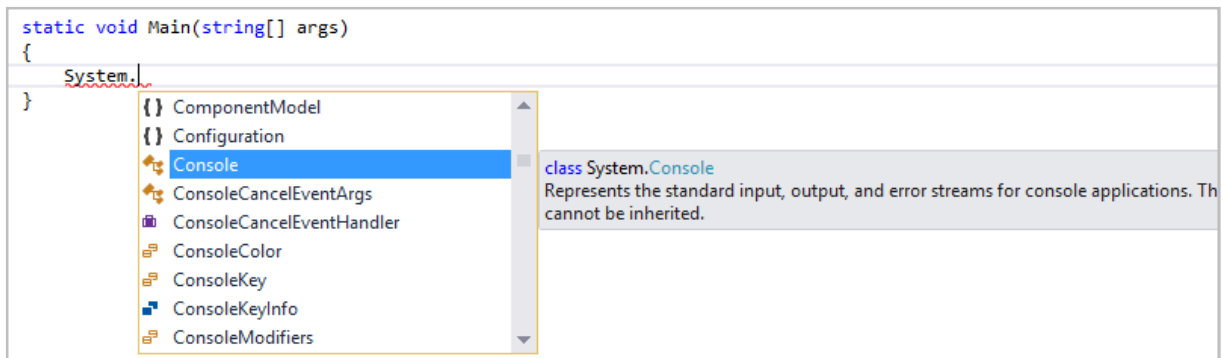 static void Main(string[] args)
{
System.
}
{ } ComponentModel
{ } Configuration
Console
ConsoleCancelEventArgs
ConsoleCancelEventHandler
ConsoleColor
ConsoleKey
ConsoleKeyInfo
ConsoleModifiers
class System.Console
Represents the standard input, output, and error streams for console applications. Th
cannot be inherited.